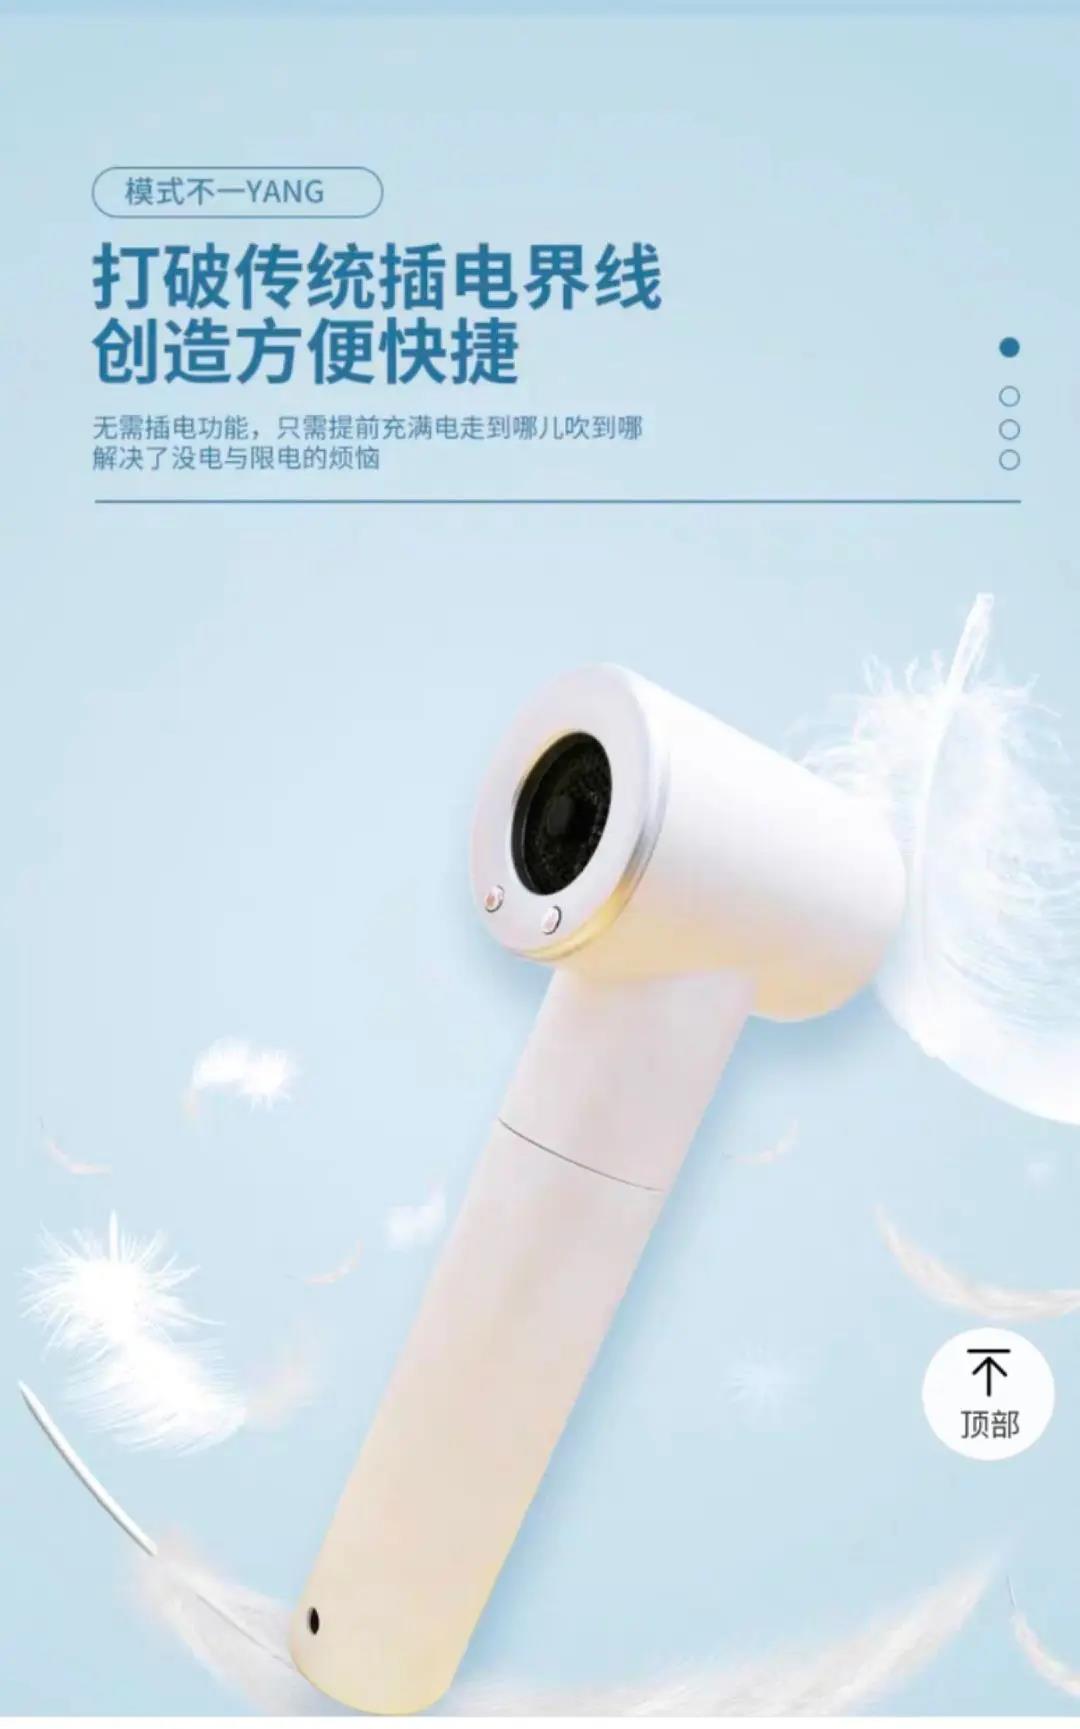 模式不一YANG
打破传统插电界线
创造方便快捷
无需插电功能，只需提前充满电走到哪儿吹到哪
解决了没电与限电的烦恼
顶部